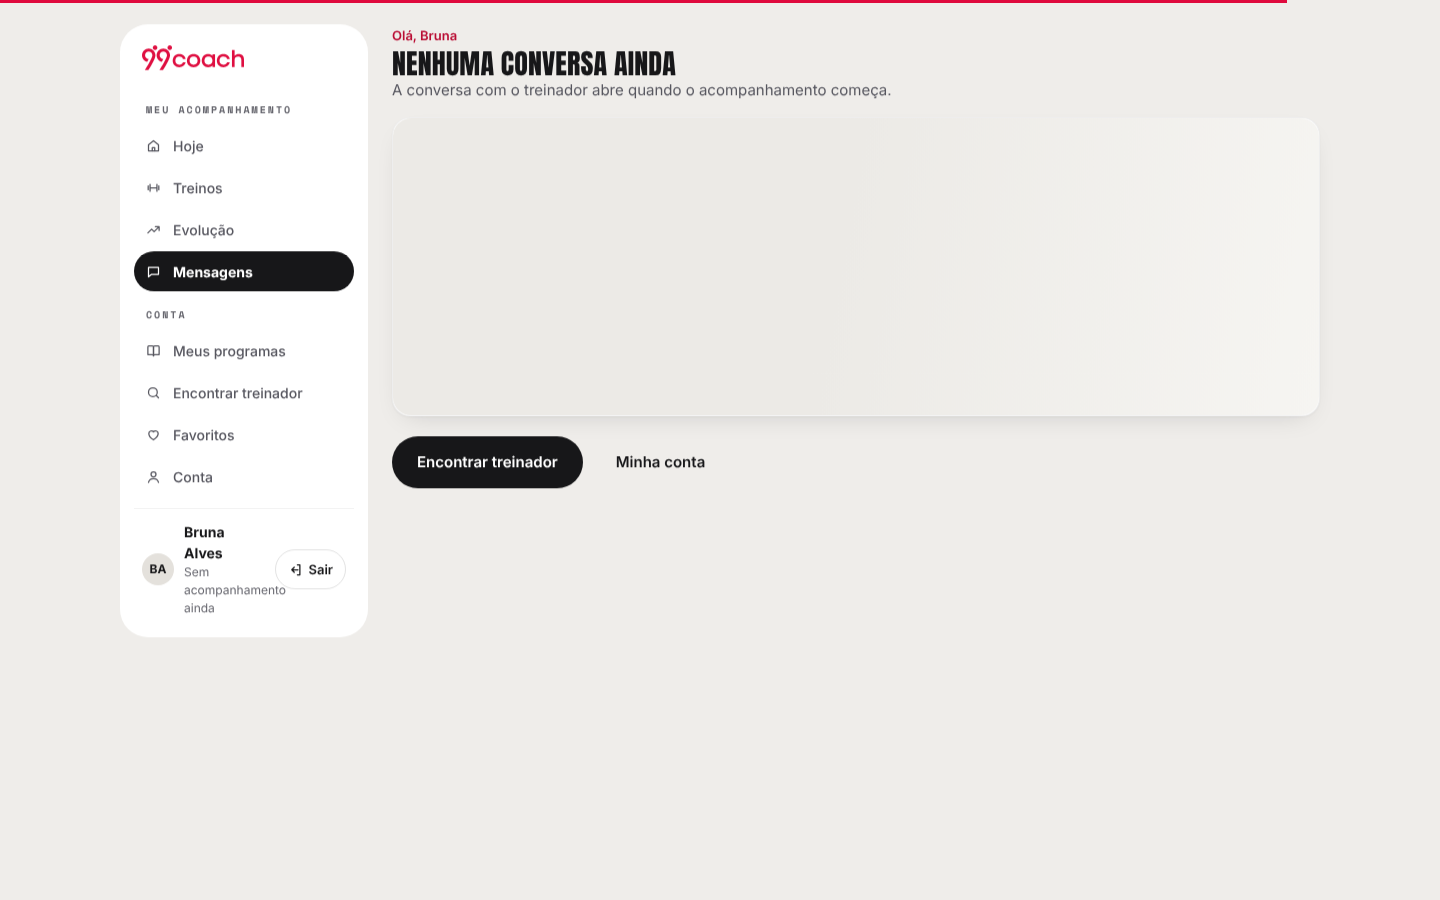 99coach
MEU ACOMPANHAMENTO
Hoje
Treinos
Evolução
Mensagens
CONTA
Meus programas
Encontrar treinador
Favoritos
Conta
BA
Bruna
Alves
Sem
acompanhamento
ainda
Sair
Olá, Bruna
NENHUMA CONVERSA AINDA
A conversa com o treinador abre quando o acompanhamento começa.
Encontrar treinador
Minha conta